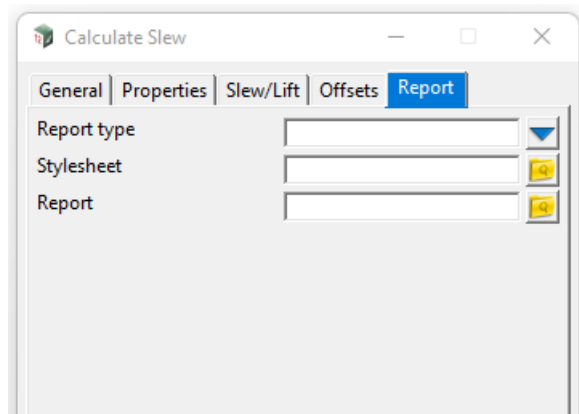 Calculate Slew
General Properties Slew/Lift Offsets Report
Report type
Stylesheet
Report